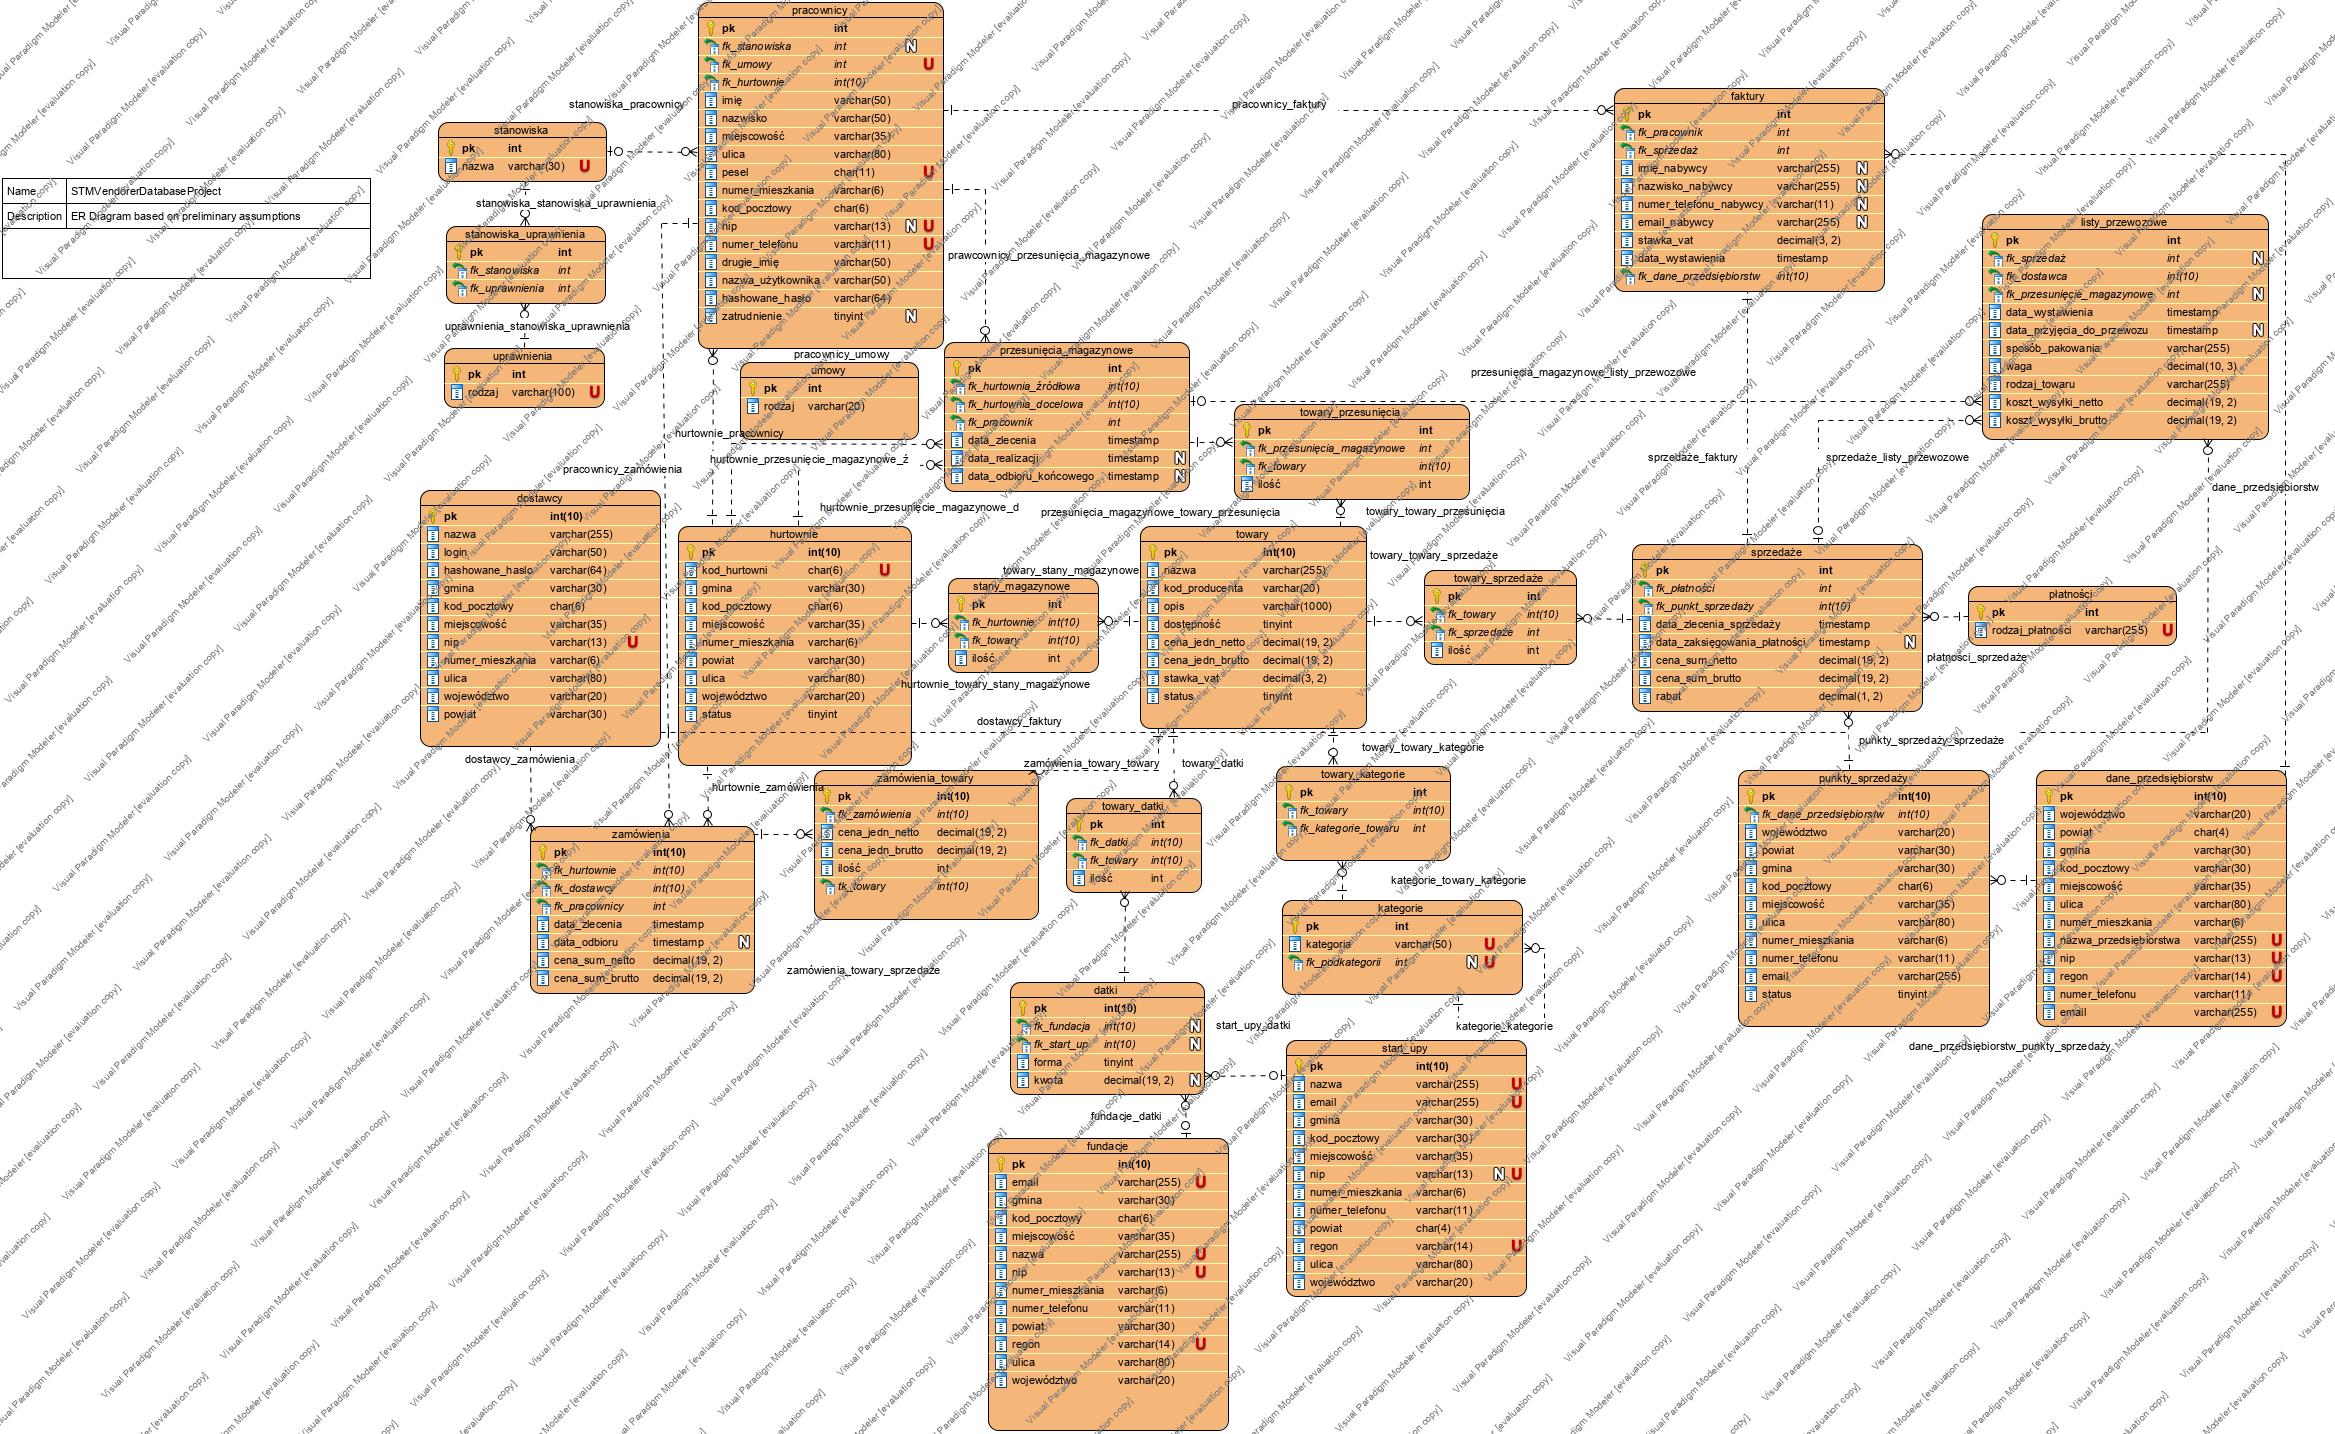 Name STMVendorerDatabaseProject
Description ER Diagram based on preliminary assumptions
pracownicy
pk int
fk_stanowiska int N
fk_umowy int U
fk_hurtownie int(10)
imię varchar(50)
nazwisko varchar(50)
miejscowość varchar(35)
ulica varchar(80)
pesel char(11) U
numer_mieszkania varchar(6)
kod_pocztowy char(6)
nip varchar(13) N U
numer_telefonu varchar(11) U
drugie_imię varchar(50)
nazwa_użytkownika varchar(50)
hashowane_hasło varchar(64)
zatrudnienie tinyint N
stanowiska_pracownicy
pracownicy_faktury
stanowiska
pk int
nazwa varchar(30) U
stanowiska_stanowiska_uprawnienia
stanowiska_uprawnienia
pk int
fk_stanowiska int
fk_uprawnienia int
uprawnienia_stanowiska_uprawnienia
uprawnienia
pk int
rodzaj varchar(100) U
prawcownicy_przesunięcia_magazynowe
pracownicy_umowy
umowy
pk int
rodzaj varchar(20)
faktury
pk int
fk_pracownik int
fk_sprzedaż int
imię_nabywcy varchar(255) N
nazwisko_nabywcy varchar(255) N
numer_telefonu_nabywcy varchar(11) N
email_nabywcy varchar(255) N
stawka_vat decimal(3, 2)
data_wystawienia timestamp
fk_dane_przedsiębiorstw int(10)
listy_przewozowe
pk int
fk_sprzedaż int N
fk_dostawca int(10)
fk_przesunięcie_magazynowe int N
data_wystawienia timestamp
data_przyjęcia_do_przewozu timestamp N
sposób_pakowania varchar(255)
waga decimal(10, 3)
rodzaj_towaru varchar(255)
koszt_wysyłki_netto decimal(19, 2)
koszt_wysyłki_brutto decimal(19, 2)
przesunięcia_magazynowe
pk int
fk_hurtownia_źródłowa int(10)
fk_hurtownia_docelowa int(10)
fk_pracownik int
data_zlecenia timestamp
data_realizacji timestamp N
data_odbioru_końcowego timestamp N
przesunięcia_magazynowe_listy_przewozowe
towary_przesunięcia
pk int
fk_przesunięcie_magazynowe int
fk_towary int(10)
ilość int
hurtownie_pracownicy
hurtownie_przesunięcie_magazynowe_ź
pracownicy_zamówienia
sprzedaże_faktury
sprzedaże_listy_przewozowe
dane_przedsiębiorstw
hurtownie_przesunięcie_magazynowe_d
przesunięcia_magazynowe_towary_przesunięcia
towary_towary_przesunięcia
dostawcy
pk int(10)
nazwa varchar(255)
login varchar(50)
hashowane_hasło varchar(64)
gmina varchar(30)
kod_pocztowy char(6)
miejscowość varchar(35)
nip varchar(13) U
numer_mieszkania varchar(6)
ulica varchar(80)
województwo varchar(20)
powiat varchar(30)
hurtownie
pk int(10)
kod_hurtowni char(6) U
gmina varchar(30)
kod_pocztowy char(6)
miejscowość varchar(35)
numer_mieszkania varchar(6)
powiat varchar(30)
ulica varchar(80)
województwo varchar(20)
status tinyint
towary_stany_magazynowe
stany_magazynowe
pk int
fk_hurtownie int(10)
fk_towary int(10)
ilość int
hurtownie_towary_stany_magazynowe
towary
pk int(10)
nazwa varchar(255)
kod_producenta varchar(20)
opis varchar(1000)
dostępność tinyint
cena_jedn_netto decimal(19, 2)
cena_jedn_brutto decimal(19, 2)
stawka_vat decimal(3, 2)
status tinyint
towary_towary_sprzedaże
towary_sprzedaże
pk int
fk_towary int(10)
fk_sprzedaże int
ilość int
sprzedaże
pk int
fk_płatności int
fk_punkt_sprzedaży int(10)
data_zlecenia_sprzedaży timestamp
data_zaksięgowania_płatności timestamp N
cena_sum_netto decimal(19, 2)
cena_sum_brutto decimal(19, 2)
rabat decimal(1, 2)
płatności
pk int
rodzaj_płatności varchar(255) U
płatności_sprzedaże
dostawcy_faktury
punkty_sprzedaży_sprzedaże
dostawcy_zamówienia
hurtownie_zamówienia
zamówienia_towary_towary
towary_datki
towary_towary_kategorie
zamówienia_towary
pk int(10)
fk_zamówienia int(10)
cena_jedn_netto decimal(19, 2)
cena_jedn_brutto decimal(19, 2)
ilość int
fk_towary int(10)
zamówienia
pk int(10)
fk_hurtownie int(10)
fk_dostawcy int(10)
fk_pracownicy int
data_zlecenia timestamp
data_odbioru timestamp N
cena_sum_netto decimal(19, 2)
cena_sum_brutto decimal(19, 2)
zamówienia_towary_sprzedaże
towary_datki
pk int
fk_datki int(10)
fk_towary int(10)
ilość int
towary_kategorie
pk int
fk_towary int(10)
fk_kategorie_towaru int
kategorie_towary_kategorie
kategorie
pk int
kategoria varchar(50) U
fk_podkategorii int N U
kategorie_kategorie
punkty_sprzedaży
pk int(10)
fk_dane_przedsiębiorstw int(10)
województwo varchar(20)
powiat varchar(30)
gmina varchar(30)
kod_pocztowy char(6)
miejscowość varchar(35)
ulica varchar(80)
numer_mieszkania varchar(6)
numer_telefonu varchar(11)
email varchar(255)
status tinyint
dane_przedsiębiorstw
pk int(10)
województwo varchar(20)
powiat char(4)
gmina varchar(30)
kod_pocztowy varchar(30)
miejscowość varchar(35)
ulica varchar(80)
numer_mieszkania varchar(6)
nazwa_przedsiębiorstwa varchar(255) U
nip varchar(13) U
regon varchar(14) U
numer_telefonu varchar(11)
email varchar(255) U
dane_przedsiębiorstw_punkty_sprzedaży
datki
pk int(10)
fk_fundacja int(10) N
fk_start_up int(10) N
forma tinyint
kwota decimal(19, 2) N
start_upy_datki
fundacje_datki
start_upy
pk int(10)
nazwa varchar(255) U
email varchar(255) U
gmina varchar(30)
kod_pocztowy varchar(30)
miejscowość varchar(35)
nip varchar(13) N U
numer_mieszkania varchar(6)
numer_telefonu varchar(11)
powiat char(4)
regon varchar(14) U
ulica varchar(80)
województwo varchar(20)
fundacje
pk int(10)
email varchar(255) U
gmina varchar(30)
kod_pocztowy char(6)
miejscowość varchar(35)
nazwa varchar(255) U
nip varchar(13) U
numer_mieszkania varchar(6)
numer_telefonu varchar(11)
powiat varchar(30)
regon varchar(14) U
ulica varchar(80)
województwo varchar(20)
Visual Paradigm Modeler [evaluation copy]